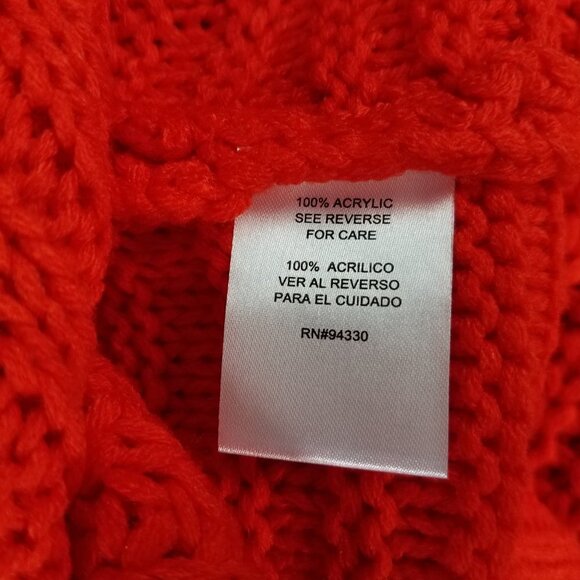 100% ACRYLIC
SEE REVERSE
FOR CARE
100% ACRILICO
VER AL REVERSO
PARA EL CUIDADO
RN#94330